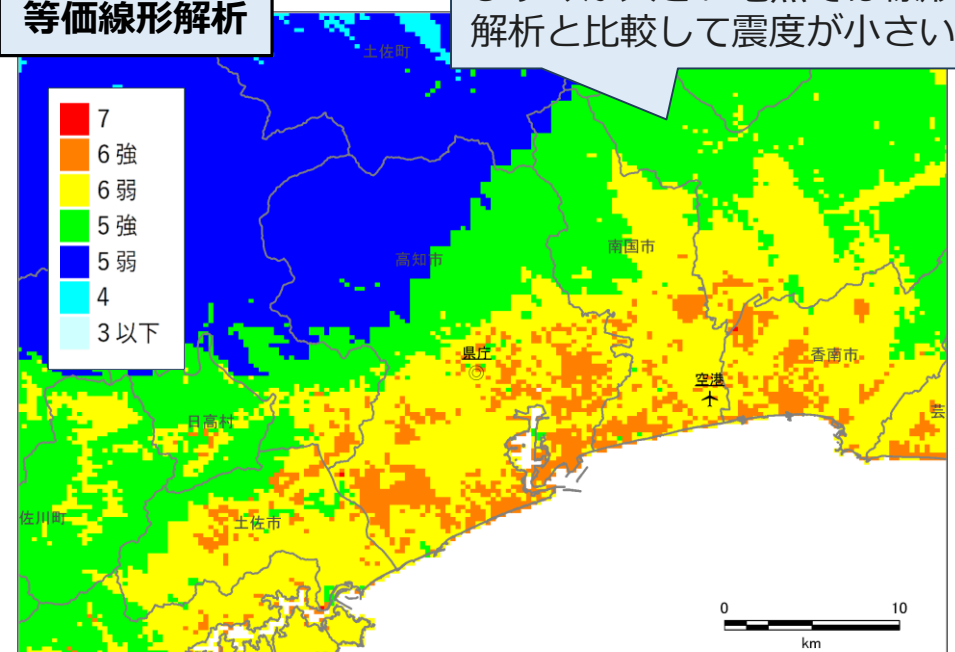 等価線形解析
解析と比較して震度が小さい
土佐町
7
6強
6弱
5強
5弱
4
3以下
高知市
南国市
県庁
空港
香南市
芸
日高村
佐川町
土佐市
0 10
km